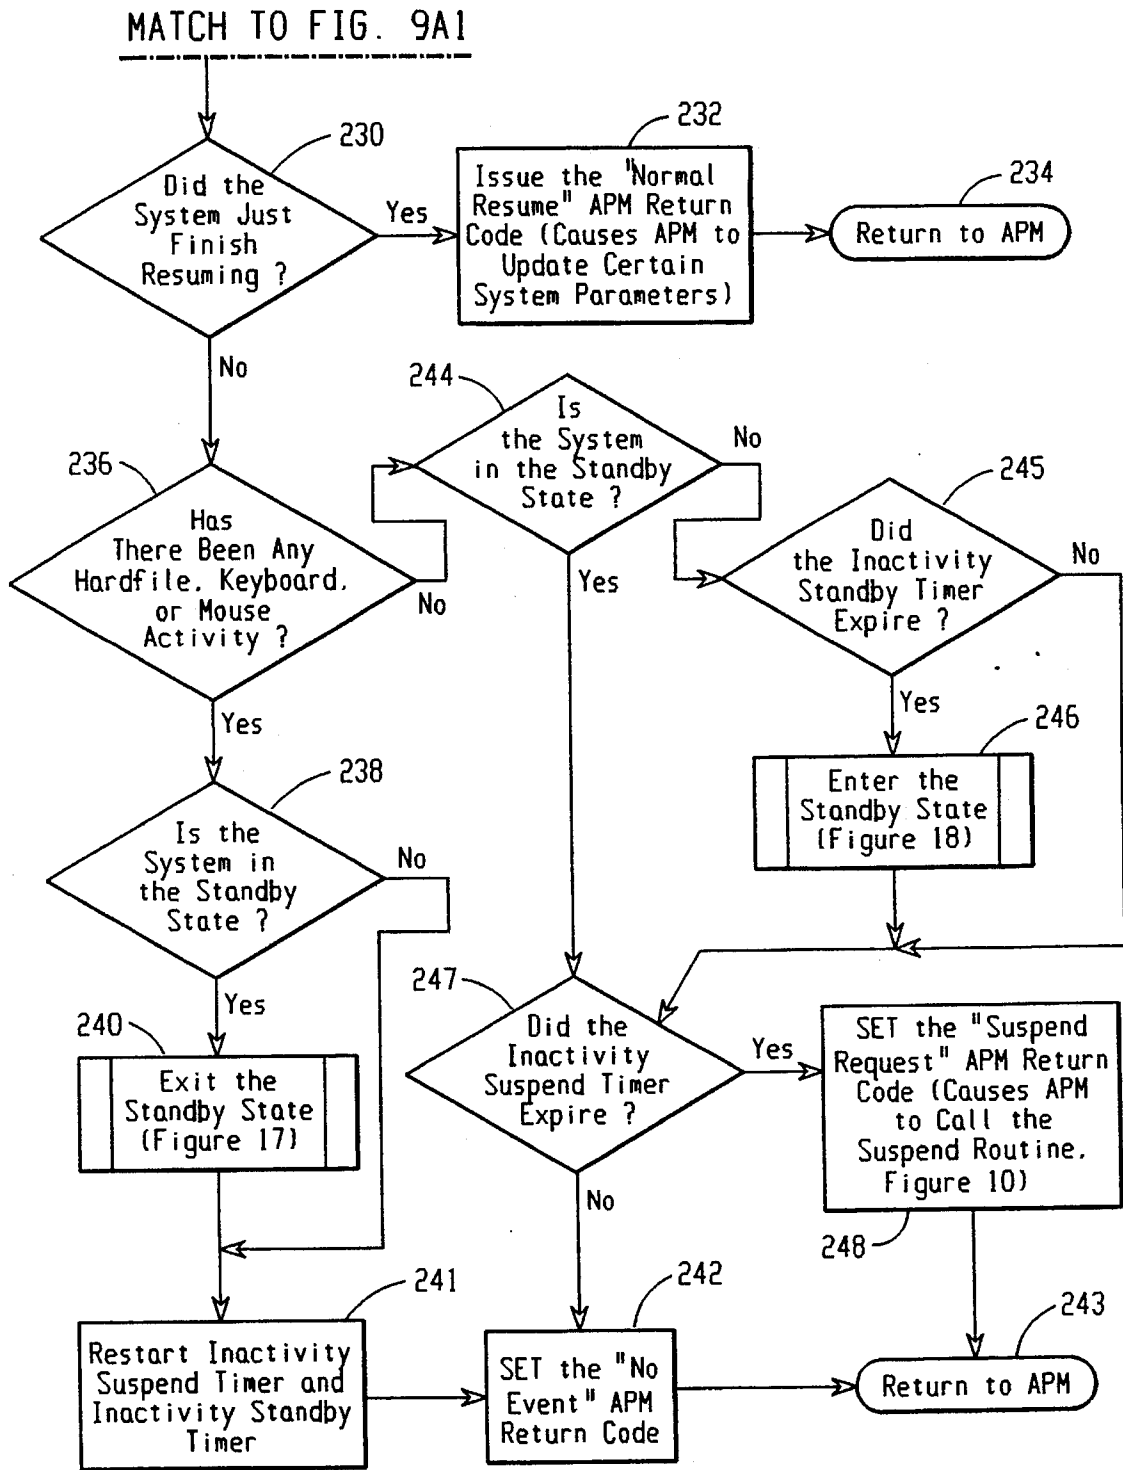 MATCH TO FIG. 9A1
230
Did the
System Just
Finish
Resuming ?
Yes
No
232
Issue the "Normal
Resume" APM Return
Code (Causes APM to
Update Certain
System Parameters)
234
Return to APM
236
Has
There Been Any
Hardfile, Keyboard,
or Mouse
Activity ?
No
Yes
244
Is
the System
in the Standby
State ?
No
Yes
245
Did
the Inactivity
Standby Timer
Expire ?
No
Yes
246
Enter the
Standby State
(Figure 18)
238
Is the
System in
the Standby
State ?
No
Yes
240
Exit the
Standby State
(Figure 17)
247
Did the
Inactivity
Suspend Timer
Expire ?
Yes
No
SET the "Suspend
Request" APM Return
Code (Causes APM
to Call the
Suspend Routine,
Figure 10)
248
241
Restart Inactivity
Suspend Timer and
Inactivity Standby
Timer
242
SET the "No
Event" APM
Return Code
243
Return to APM